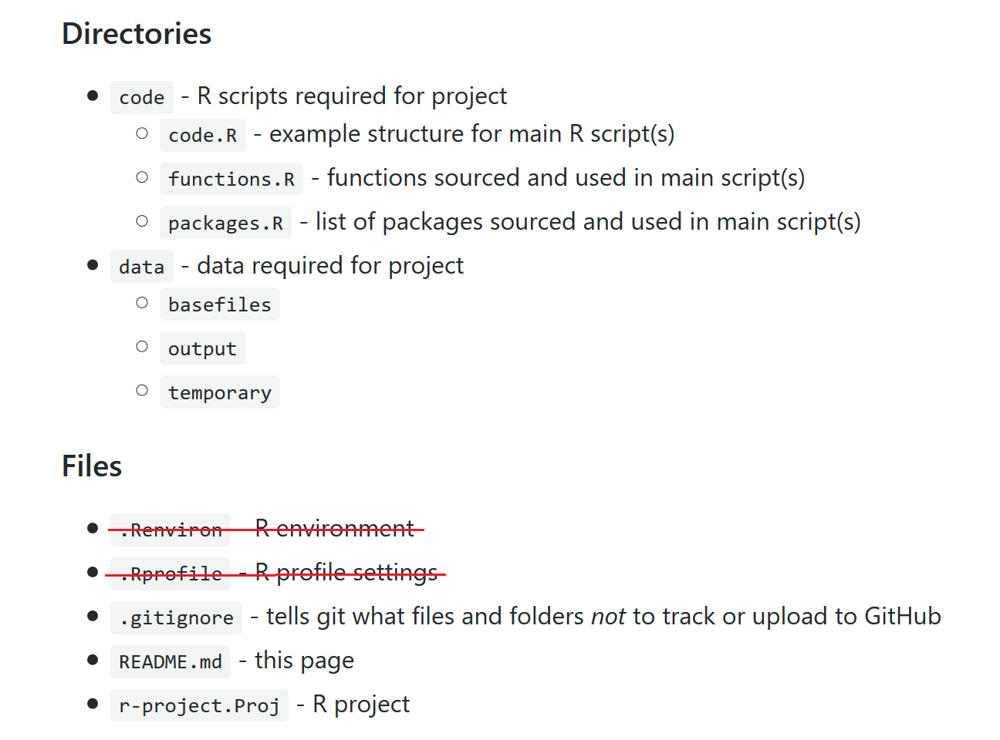 Directories
code - R scripts required for project
code.R - example structure for main R script(s)
functions.R - functions sourced and used in main script(s)
packages.R - list of packages sourced and used in main script(s)
data - data required for project
basefiles
output
temporary
Files
.Renviron - R environment
.Rprofile - R profile settings
.gitignore - tells git what files and folders not to track or upload to GitHub
README.md - this page
r-project.Proj - R project